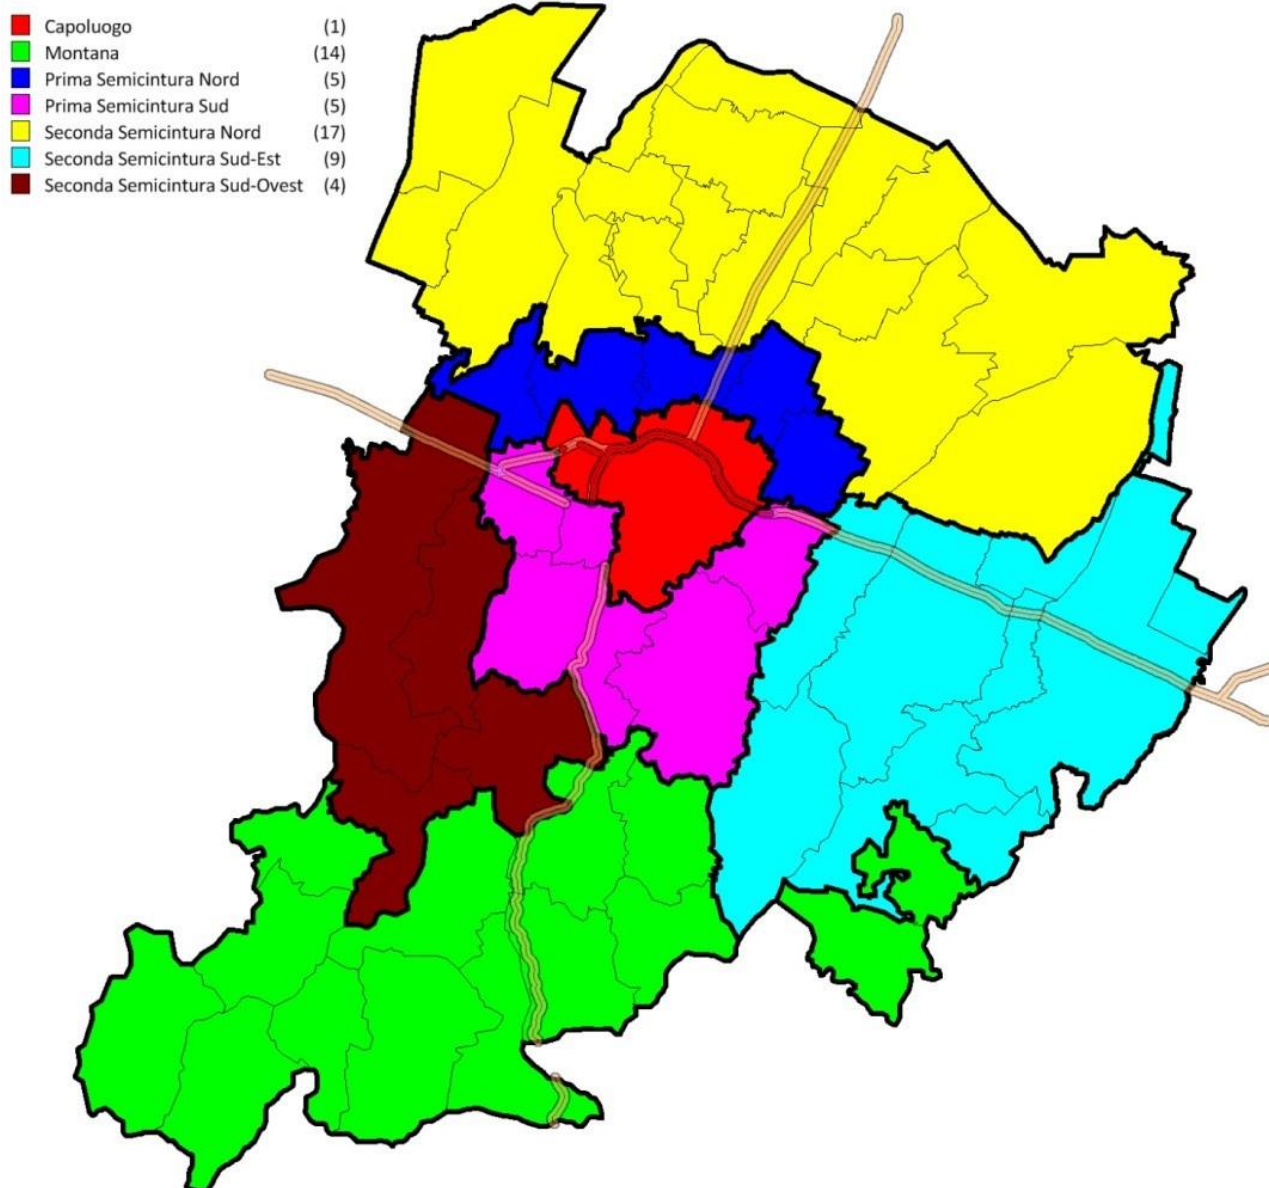 Capoluogo (1)
Montana (14)
Prima Semicintura Nord (5)
Prima Semicintura Sud (5)
Seconda Semicintura Nord (17)
Seconda Semicintura Sud-Est (9)
Seconda Semicintura Sud-Ovest (4)